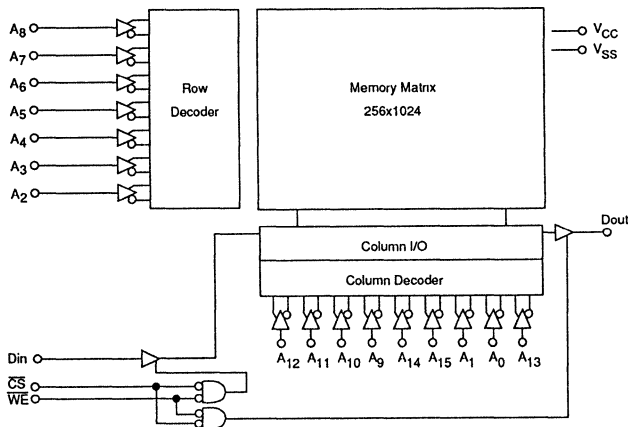 A8
A7
A6
A5
A4
A3
A2
Row
Decoder
Memory Matrix
256x1024
VCC
VSS
Column I/O
Column Decoder
Dout
A12 A11 A10 A9 A14 A15 A1 A0 A13
Din
CS
WE